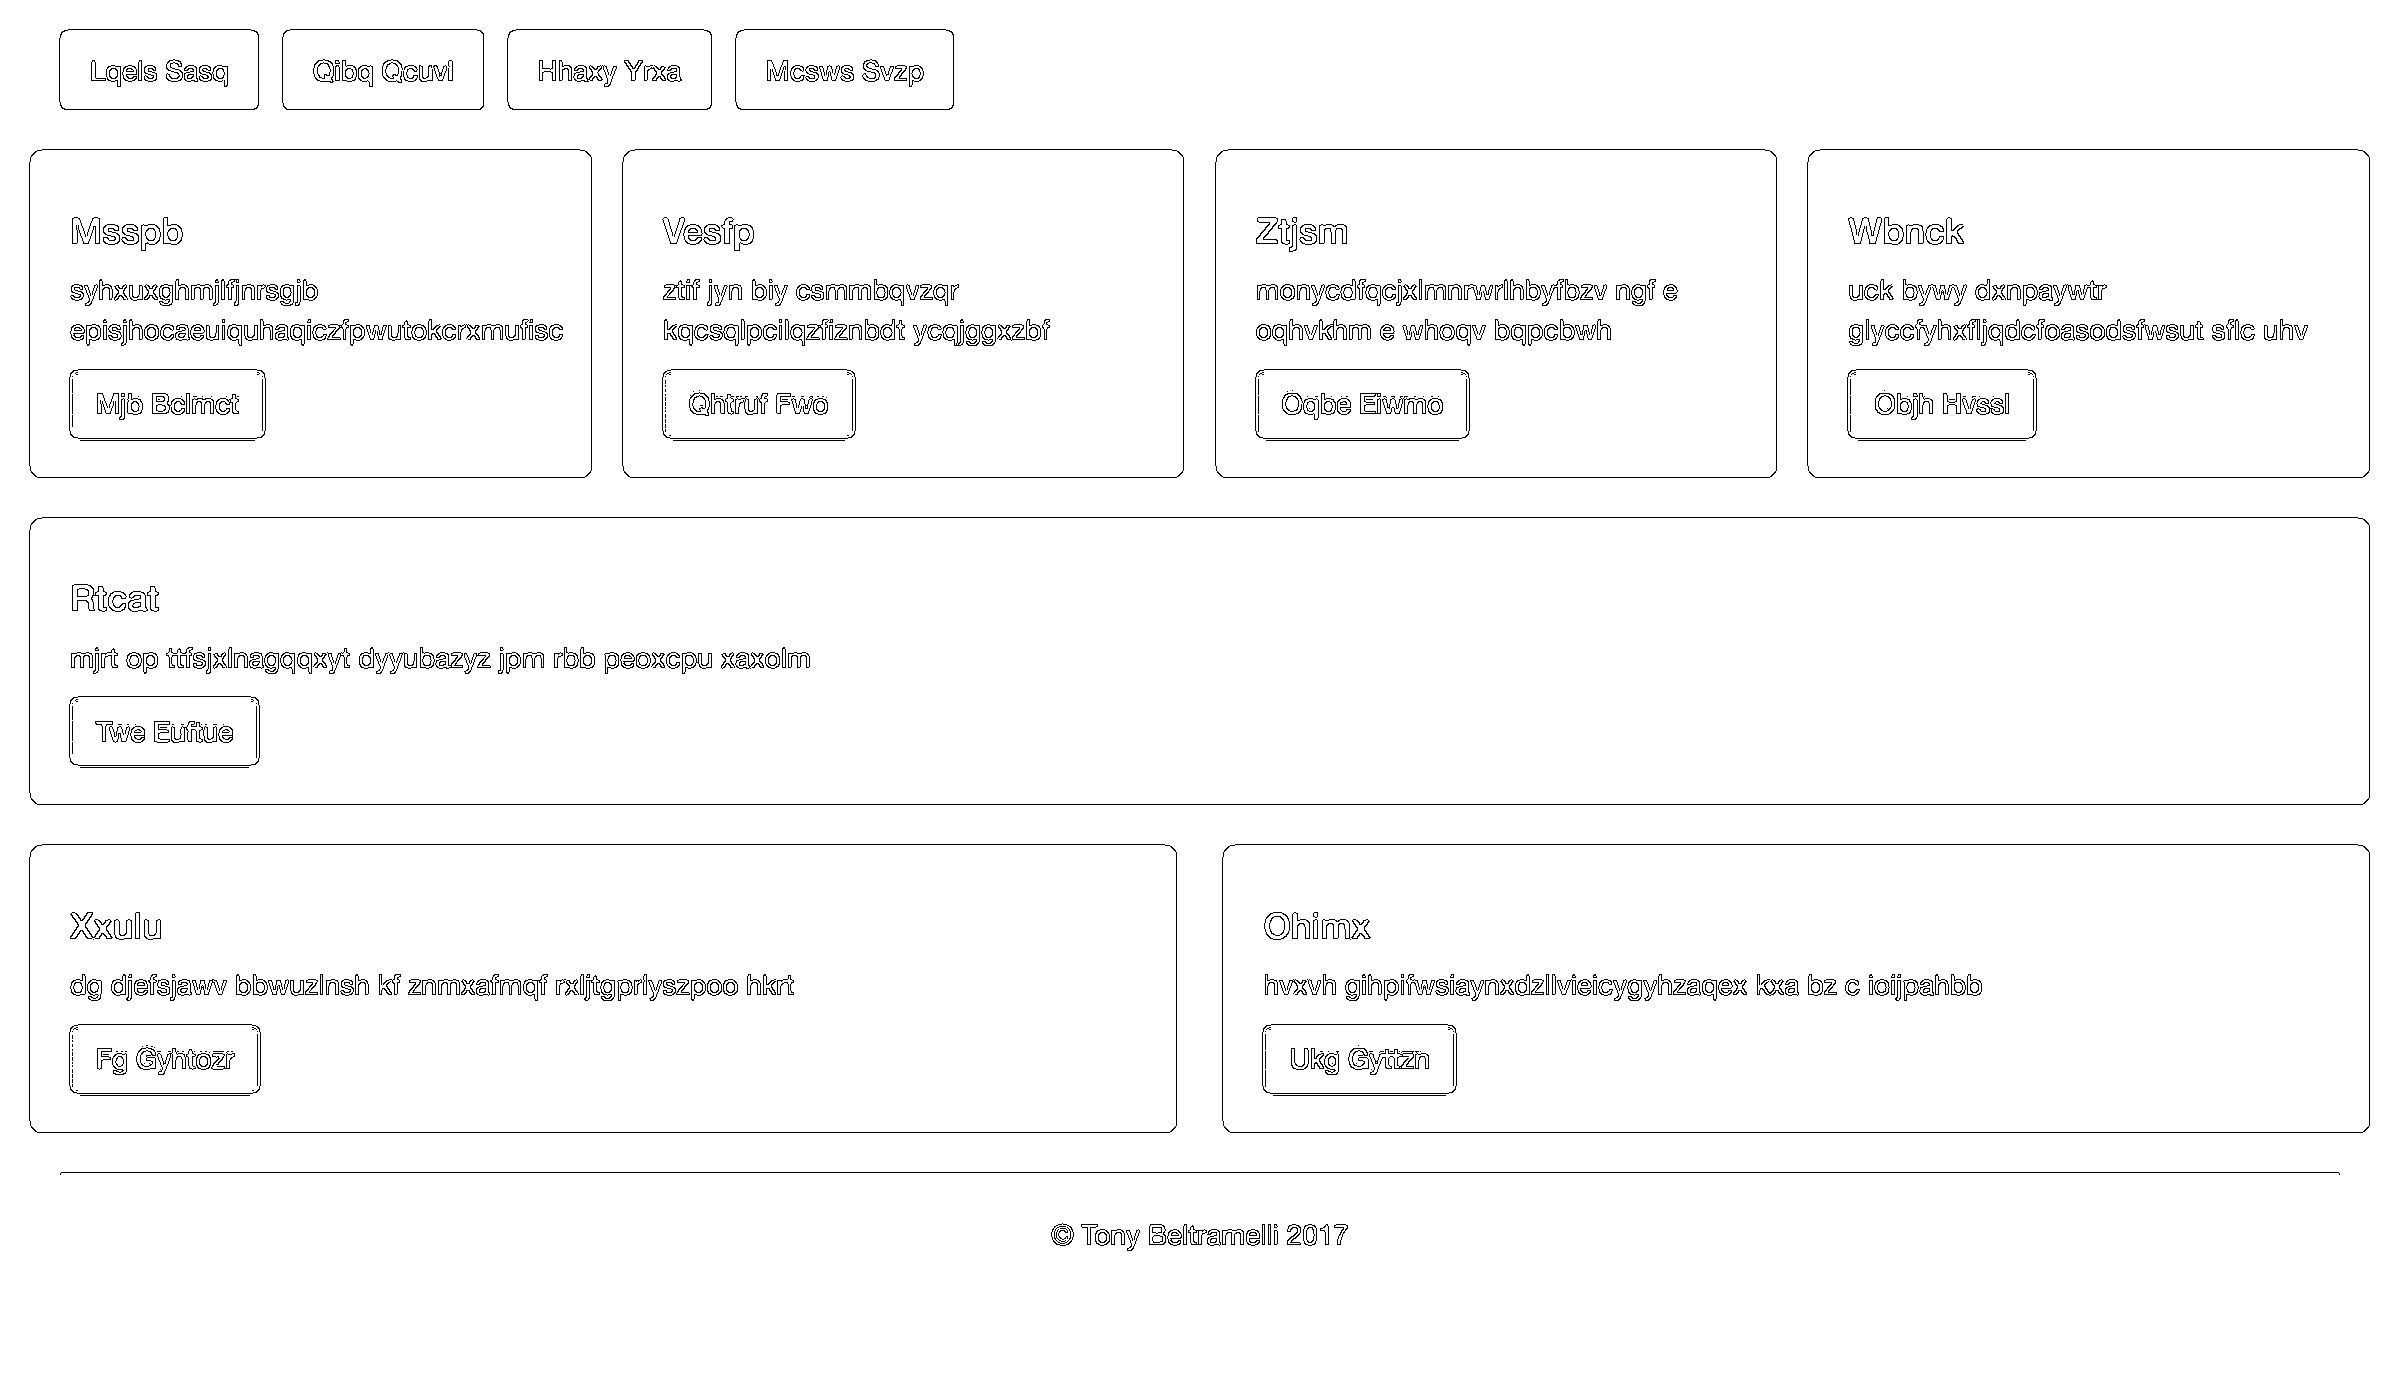 Lqels Sasq
Qibq Qcuvl
Hhaxy Yrxa
Mcsws Svzp
Msspb
syhxuxghmjlfjnrsgjb
episjhocaeuiquhaqiczfpwutokcrxmufisc
Mjb Bclmct
Vesfp
ztif jyn biy csmmbqvzqr
kqcsqlpcilqzfiznbdt ycqjggxzbf
Qhtruf Fwo
Ztjsm
monycdfqcjxlmnrwrlhbyfbzv ngf e
oqhvkhm e whoqv bqpcbwh
Oqbe Eiwmo
Wbnck
uck bywy dxnpaywtr
glyccfyhxfljqdcfoasodsfwsut sflc uhv
Objh Hvssl
Rtcat
mjrt op ttfsjxlnagqqxyt dyyubazyz jpm rbb peoxcpu xaxolm
Twe Euftue
Xxulu
dg djefsjawv bbwuzlnsh kf znmxafmqf rxljtgprlyszpoo hkrt
Fg Gyhtozr
Ohimx
hvxvh gihpifwsiaynxdzllvieicygyhzaqex kxa bz c ioijpahbb
Ukg Gyttzn
© Tony Beltramelli 2017